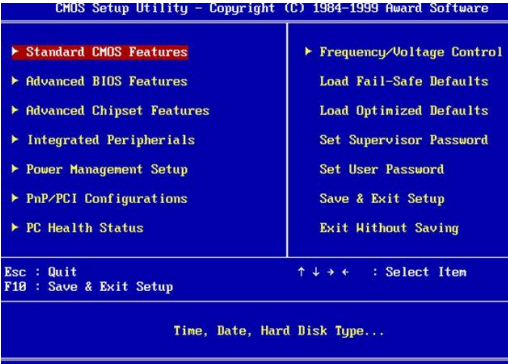 CMOS Setup Utility - Copyright (C) 1984-1999 Award Software
▶ Standard CMOS Features
▶ Advanced BIOS Features
▶ Advanced Chipset Features
▶ Integrated Peripherials
▶ Power Management Setup
▶ PnP/PCI Configurations
▶ PC Health Status
▶ Frequency/Voltage Control
Load Fail-Safe Defaults
Load Optimized Defaults
Set Supervisor Password
Set User Password
Save & Exit Setup
Exit Without Saving
Esc : Quit
F10 : Save & Exit Setup
↑ ↓ → ← : Select Item
Time, Date, Hard Disk Type...